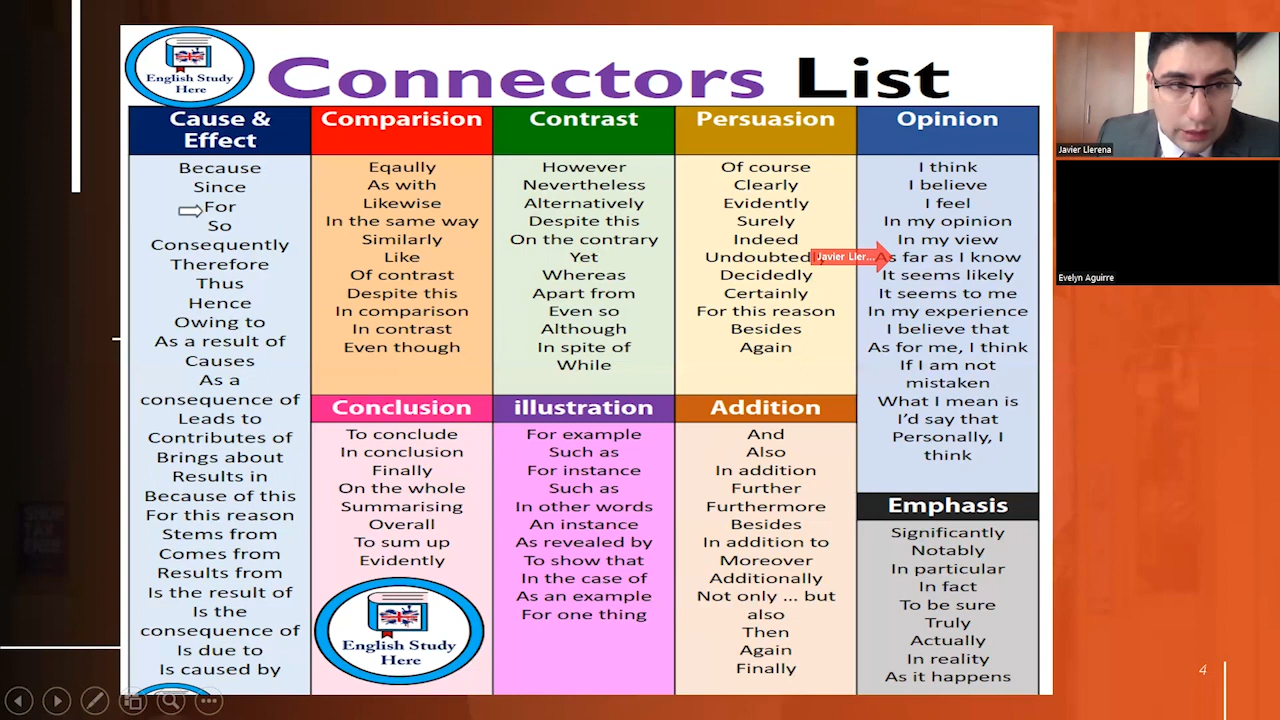 English Study
Here
Connectors List
Cause &
Effect
Because
Since
For
So
Consequently
Therefore
Thus
Hence
Owing to
As a result of
Causes
As a
consequence of
Leads to
Contributes of
Brings about
Results in
Because of this
For this reason
Stems from
Comes from
Results from
Is the result of
Is the
consequence of
Is due to
Is caused by
Comparision
Eqaully
As with
Likewise
In the same way
Similarly
Like
Of contrast
Despite this
In comparison
In contrast
Even though
Contrast
However
Nevertheless
Alternatively
Despite this
On the contrary
Yet
Whereas
Apart from
Even so
Although
In spite of
While
Persuasion
Of course
Clearly
Evidently
Surely
Indeed
Undoubtedly
Decidedly
Certainly
For this reason
Besides
Again
Opinion
I think
I believe
I feel
In my opinion
In my view
Javier Ller...
As far as I know
It seems likely
It seems to me
In my experience
I believe that
As for me, I think
If I am not
mistaken
What I mean is
I'd say that
Personally, I
think
Conclusion
To conclude
In conclusion
Finally
On the whole
Summarising
Overall
To sum up
Evidently
English Study
Here
illustration
For example
Such as
For instance
Such as
In other words
An instance
As revealed by
To show that
In the case of
As an example
For one thing
Addition
And
Also
In addition
Further
Furthermore
Besides
In addition to
Moreover
Additionally
Not only ... but
also
Then
Again
Finally
Emphasis
Significantly
Notably
In particular
In fact
To be sure
Truly
Actually
In reality
As it happens
Javier Llerena
Evelyn Aguirre
4